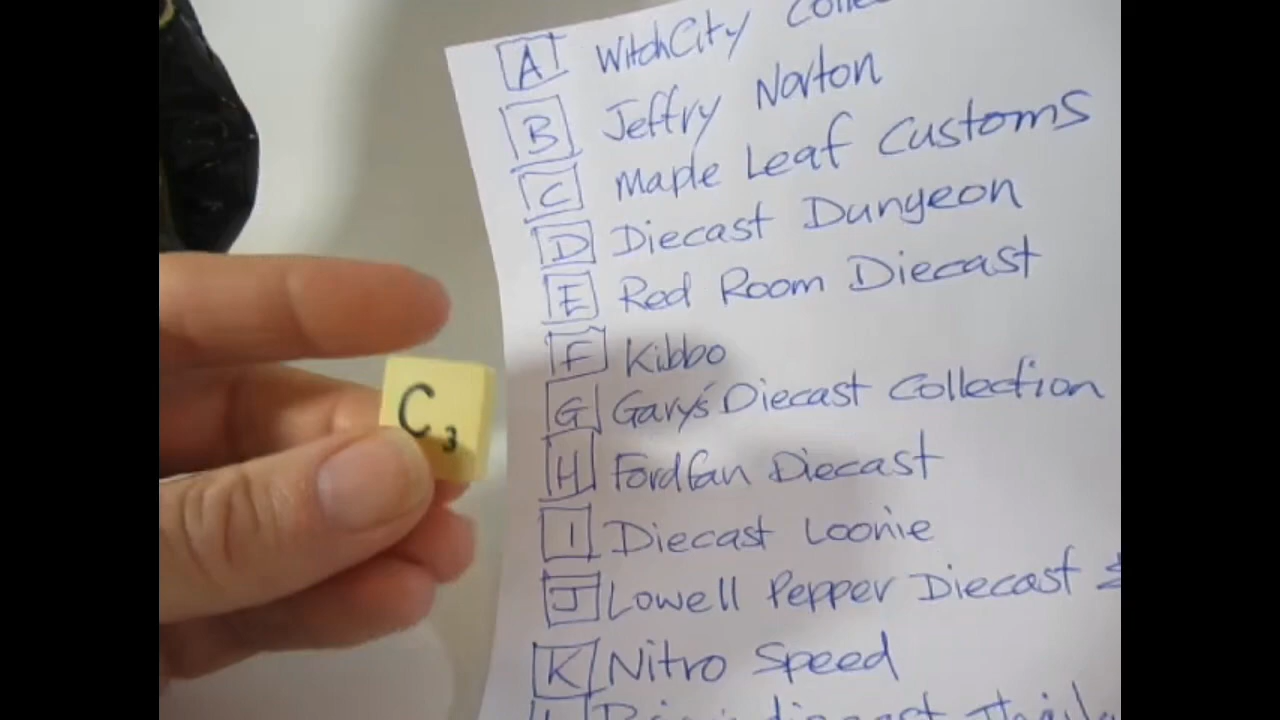 A WitchCity
B Jeffry Norton
C Maple Leaf Customs
D Diecast Dungeon
E Red Room Diecast
F Kibbo
G Gary's Diecast Collection
H Fordfan Diecast
I Diecast Loonie
J Lowell Pepper Diecast
K Nitro Speed
C3